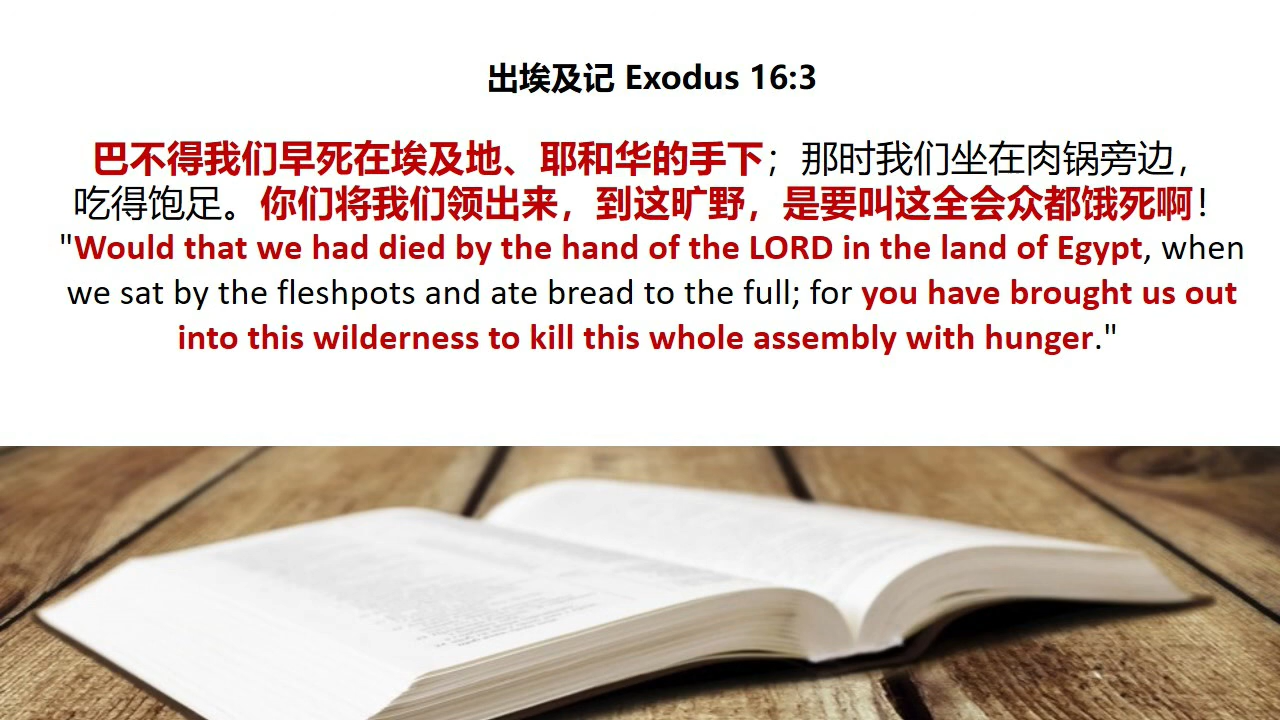 出埃及记 Exodus 16:3
巴不得我们早死在埃及地、耶和华的手下；那时我们坐在肉锅旁边，
吃得饱足。你们将我们领出来，到这旷野，是要叫这全会众都饿死啊！
"Would that we had died by the hand of the LORD in the land of Egypt, when
we sat by the fleshpots and ate bread to the full; for you have brought us out
into this wilderness to kill this whole assembly with hunger."